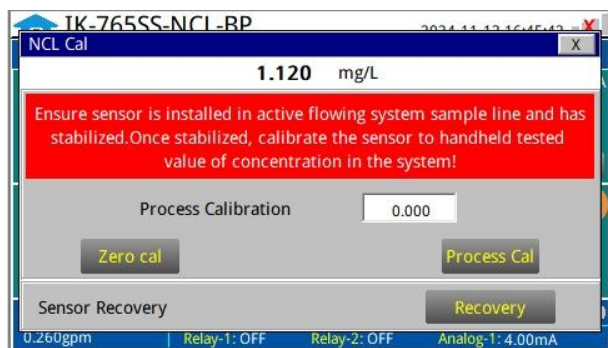 IK-765SS-NCL-BP 2024-11-13 16:45:42
NCL Cal X
1.120 mg/L
Ensure sensor is installed in active flowing system sample line and has
stabilized.Once stabilized, calibrate the sensor to handheld tested
value of concentration in the system!
Process Calibration 0.000
Zero cal Process Cal
Sensor Recovery Recovery
0.260gpm Relay-1: OFF Relay-2: OFF Analog-1: 4.00mA